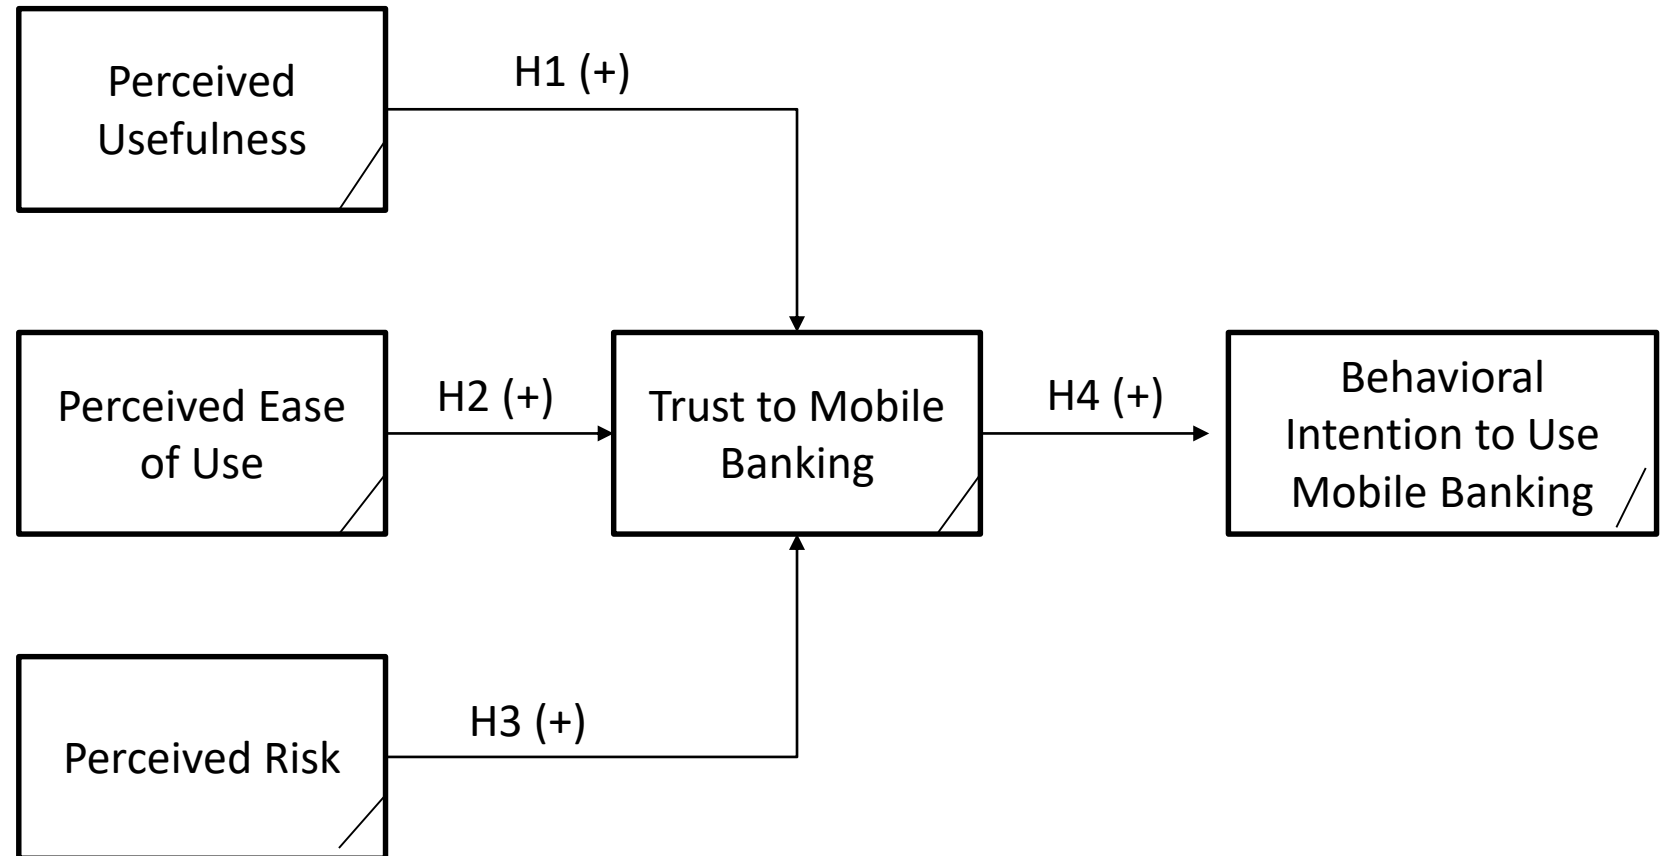 Perceived
Usefulness
H1 (+)
Perceived Ease
of Use
H2 (+)
Trust to Mobile
Banking
H4 (+)
Behavioral
Intention to Use
Mobile Banking
H3 (+)
Perceived Risk